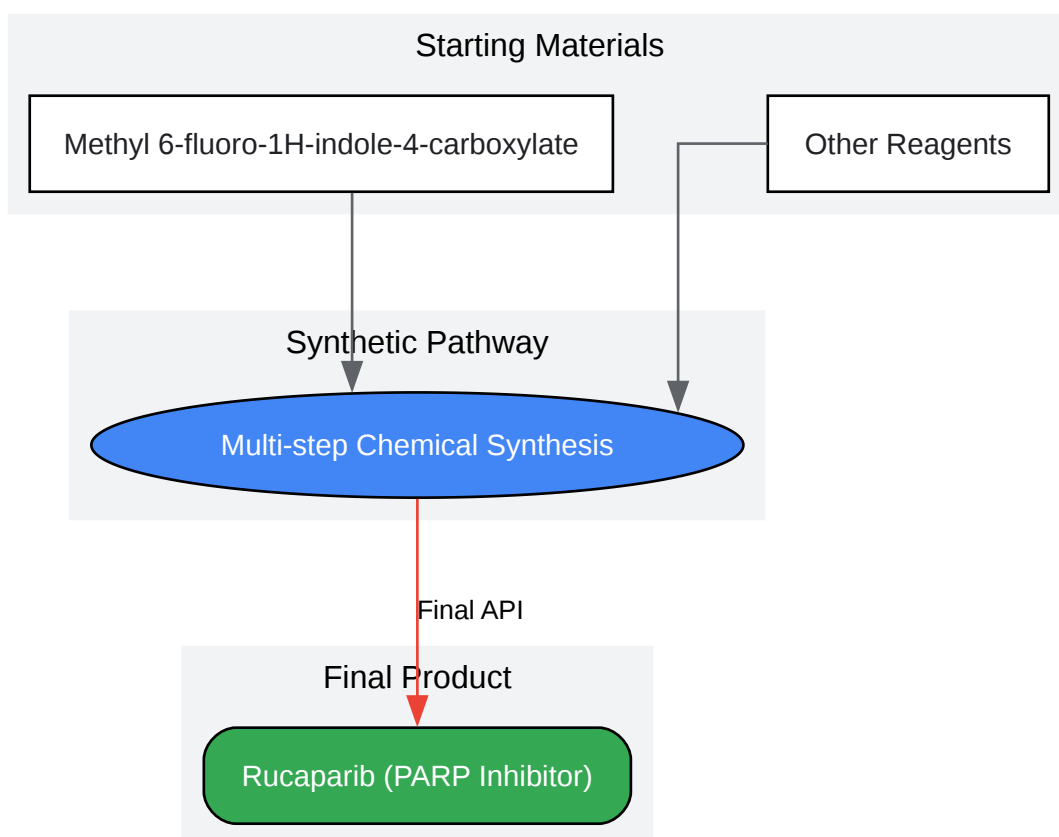 Starting Materials
Methyl 6-fluoro-1H-indole-4-carboxylate
Other Reagents
Synthetic Pathway
Multi-step Chemical Synthesis
Final API
Final Product
Rucaparib (PARP Inhibitor)